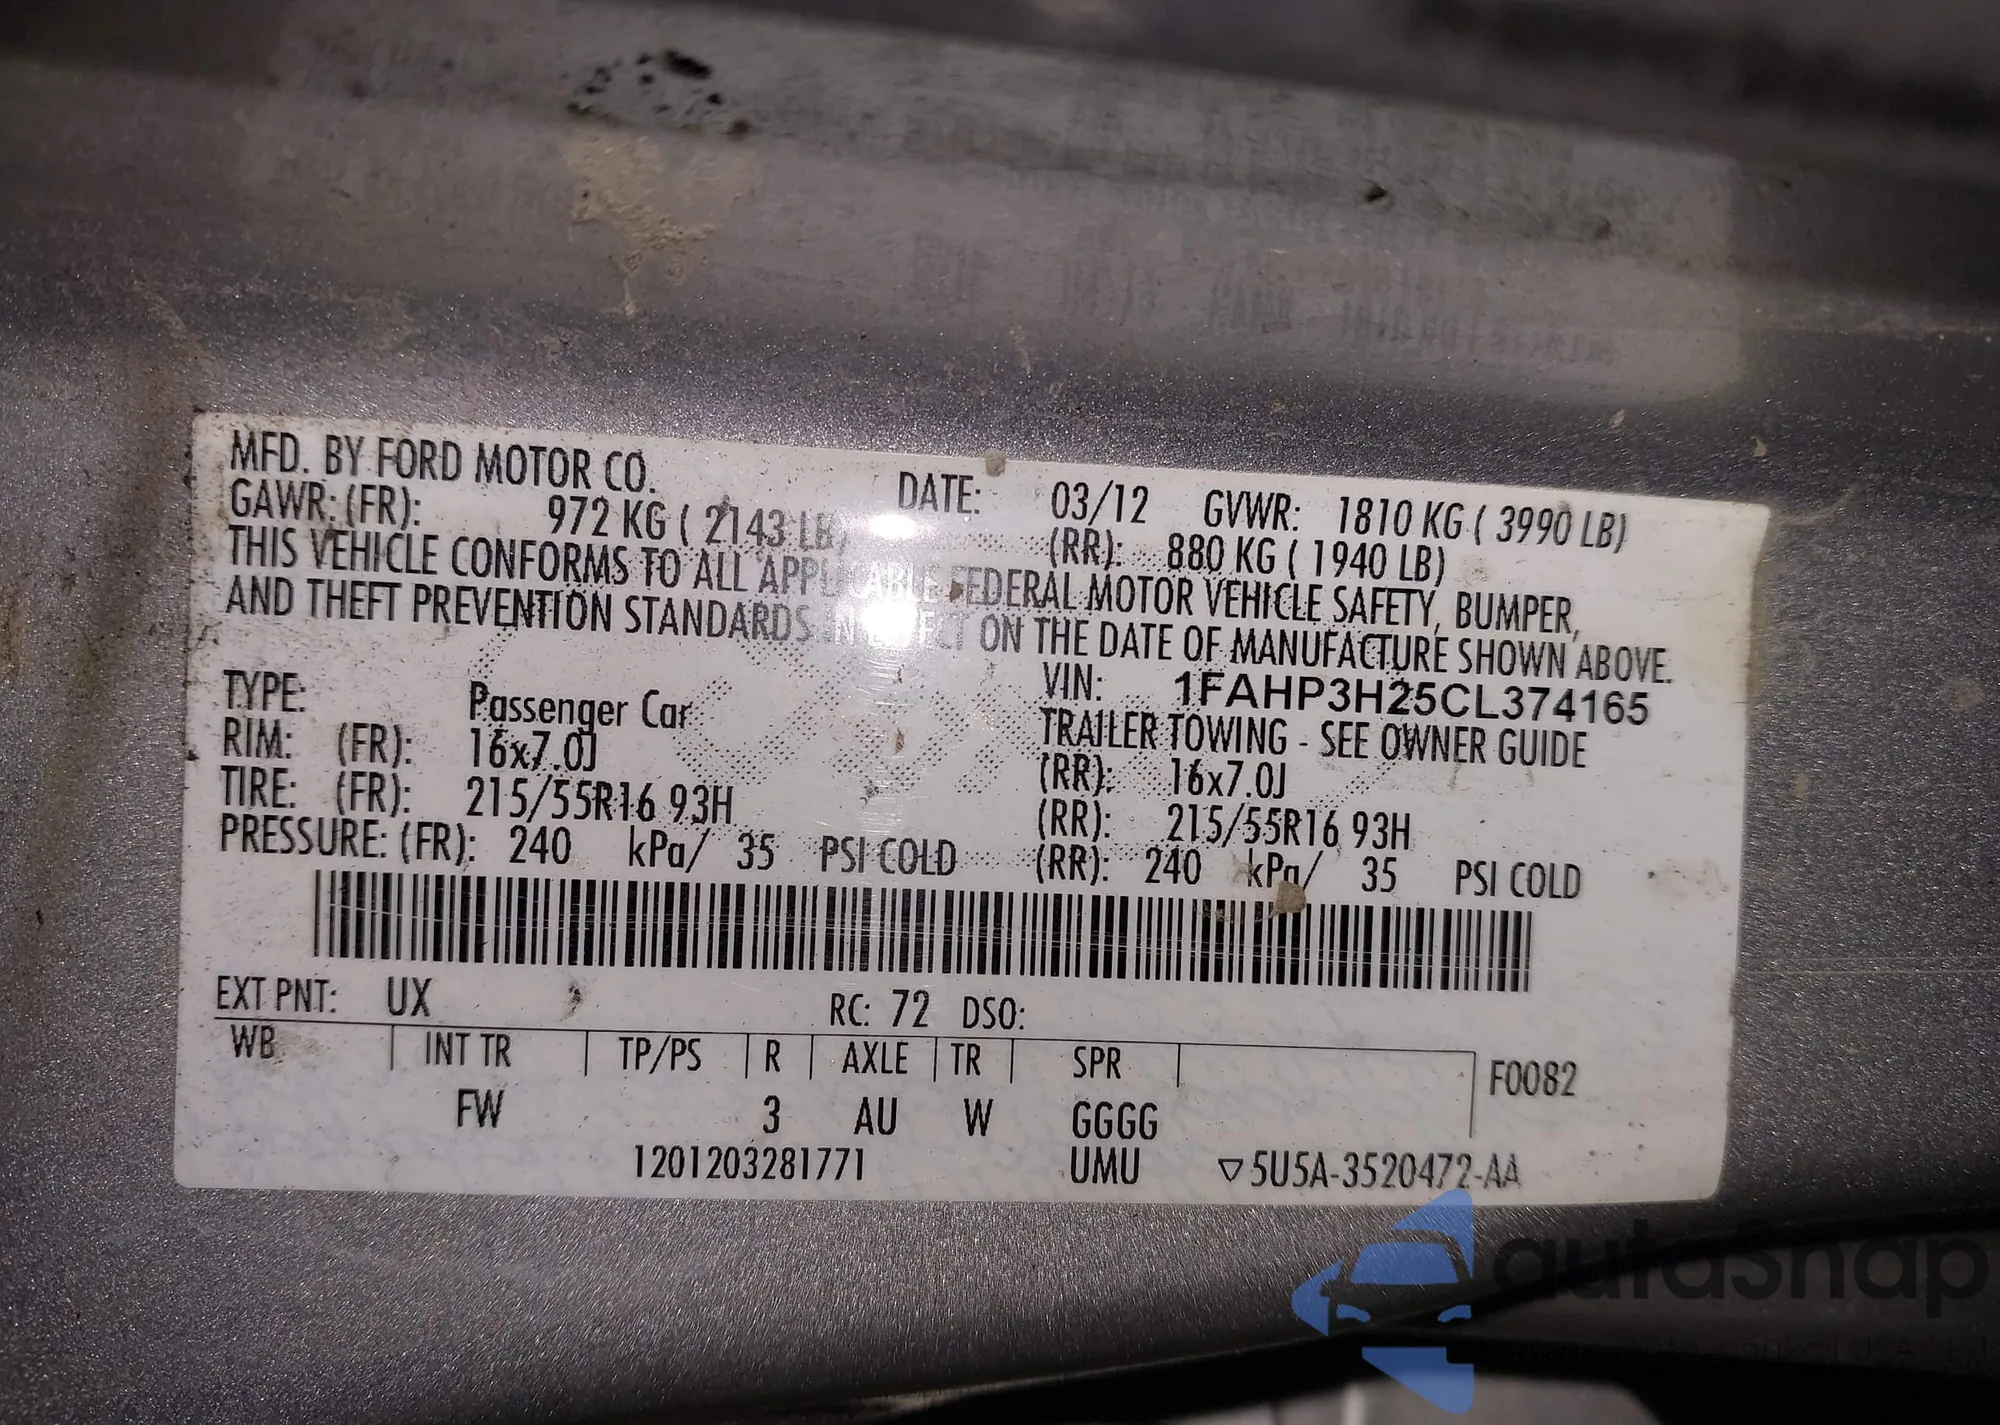 MFD. BY FORD MOTOR CO. DATE: 03/12 GVWR: 1810 KG ( 3990 LB)
GAWR: (FR): 972 KG ( 2143 LB) (RR): 880 KG ( 1940 LB)
THIS VEHICLE CONFORMS TO ALL APPLICABLE FEDERAL MOTOR VEHICLE SAFETY, BUMPER,
AND THEFT PREVENTION STANDARDS IN EFFECT ON THE DATE OF MANUFACTURE SHOWN ABOVE.
VIN: 1FAHP3H25CL374165
TYPE: Passenger Car TRAILER TOWING - SEE OWNER GUIDE
RIM: (FR): 16x7.0J (RR): 16x7.0J
TIRE: (FR): 215/55R16 93H (RR): 215/55R16 93H
PRESSURE: (FR): 240 kPa/ 35 PSI COLD (RR): 240 kPa/ 35 PSI COLD
EXT PNT: UX RC: 72 DSO:
WB INT TR TP/PS R AXLE TR SPR F0082
FW 3 AU W GGGG
1201203281771 UMU ▽5U5A-3520472-AA
autoSnap